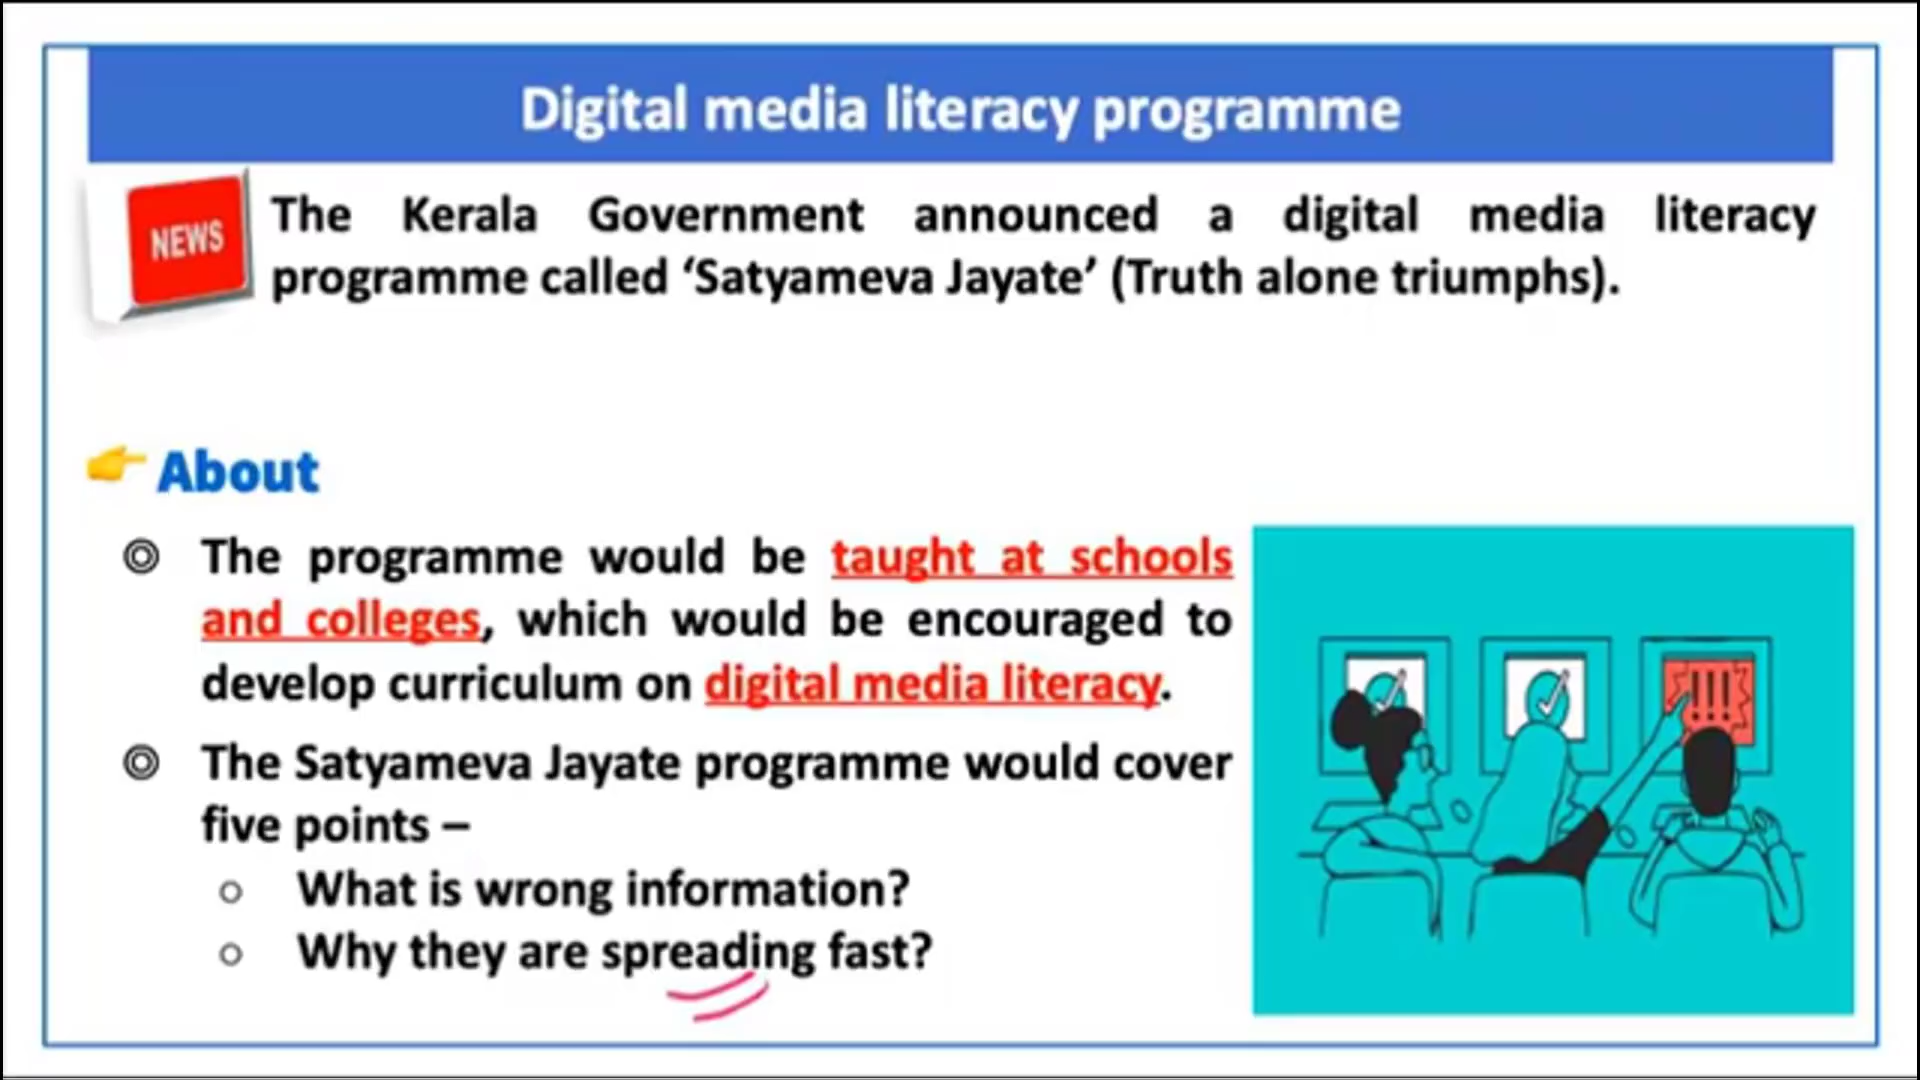 Digital media literacy programme
NEWS
The Kerala Government announced a digital media literacy
programme called ‘Satyameva Jayate’ (Truth alone triumphs).
About
The programme would be taught at schools
and colleges, which would be encouraged to
develop curriculum on digital media literacy.
The Satyameva Jayate programme would cover
five points –
What is wrong information?
Why they are spreading fast?